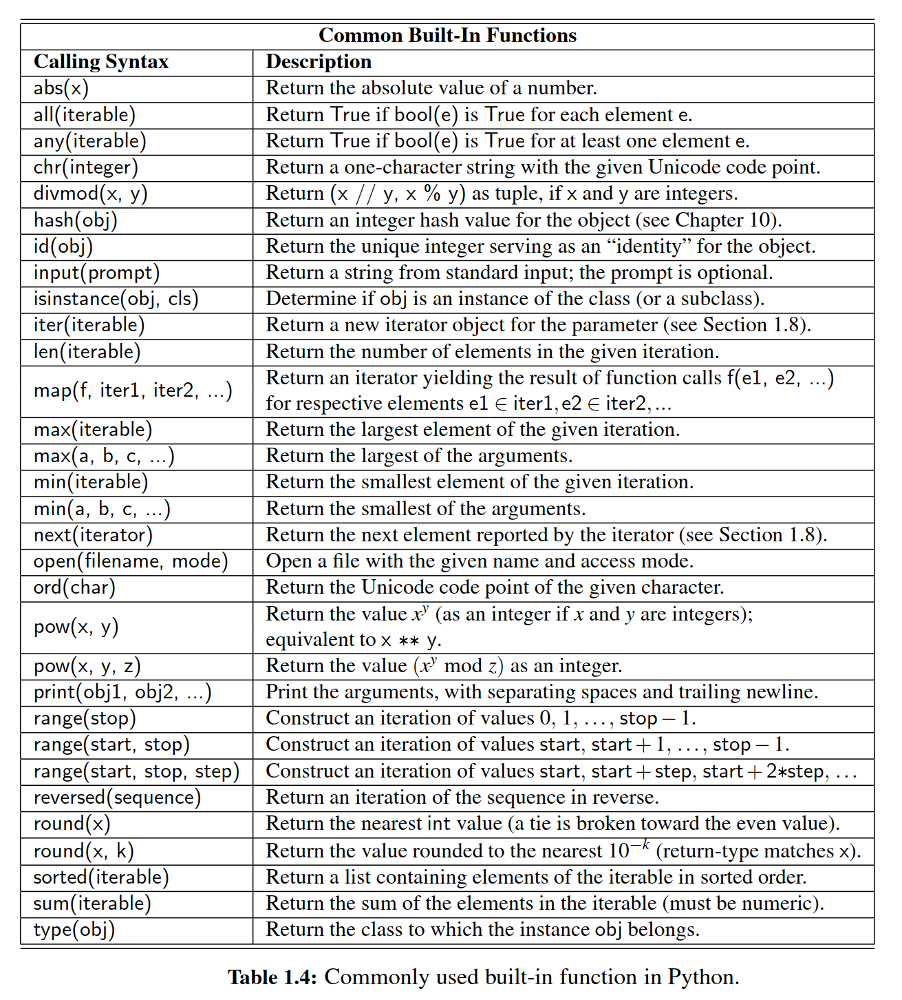 Common Built-In Functions
Calling Syntax Description
abs(x) Return the absolute value of a number.
all(iterable) Return True if bool(e) is True for each element e.
any(iterable) Return True if bool(e) is True for at least one element e.
chr(integer) Return a one-character string with the given Unicode code point.
divmod(x, y) Return (x // y, x % y) as tuple, if x and y are integers.
hash(obj) Return an integer hash value for the object (see Chapter 10).
id(obj) Return the unique integer serving as an “identity” for the object.
input(prompt) Return a string from standard input; the prompt is optional.
isinstance(obj, cls) Determine if obj is an instance of the class (or a subclass).
iter(iterable) Return a new iterator object for the parameter (see Section 1.8).
len(iterable) Return the number of elements in the given iteration.
map(f, iter1, iter2, ...) Return an iterator yielding the result of function calls f(e1, e2, ...)
for respective elements e1 ∈ iter1, e2 ∈ iter2, ...
max(iterable) Return the largest element of the given iteration.
max(a, b, c, ...) Return the largest of the arguments.
min(iterable) Return the smallest element of the given iteration.
min(a, b, c, ...) Return the smallest of the arguments.
next(iterator) Return the next element reported by the iterator (see Section 1.8).
open(filename, mode) Open a file with the given name and access mode.
ord(char) Return the Unicode code point of the given character.
pow(x, y) Return the value x^y (as an integer if x and y are integers);
equivalent to x ** y.
pow(x, y, z) Return the value (x^y mod z) as an integer.
print(obj1, obj2, ...) Print the arguments, with separating spaces and trailing newline.
range(stop) Construct an iteration of values 0, 1, ..., stop − 1.
range(start, stop) Construct an iteration of values start, start + 1, ..., stop − 1.
range(start, stop, step) Construct an iteration of values start, start + step, start + 2*step, ...
reversed(sequence) Return an iteration of the sequence in reverse.
round(x) Return the nearest int value (a tie is broken toward the even value).
round(x, k) Return the value rounded to the nearest 10^−k (return-type matches x).
sorted(iterable) Return a list containing elements of the iterable in sorted order.
sum(iterable) Return the sum of the elements in the iterable (must be numeric).
type(obj) Return the class to which the instance obj belongs.
Table 1.4: Commonly used built-in function in Python.